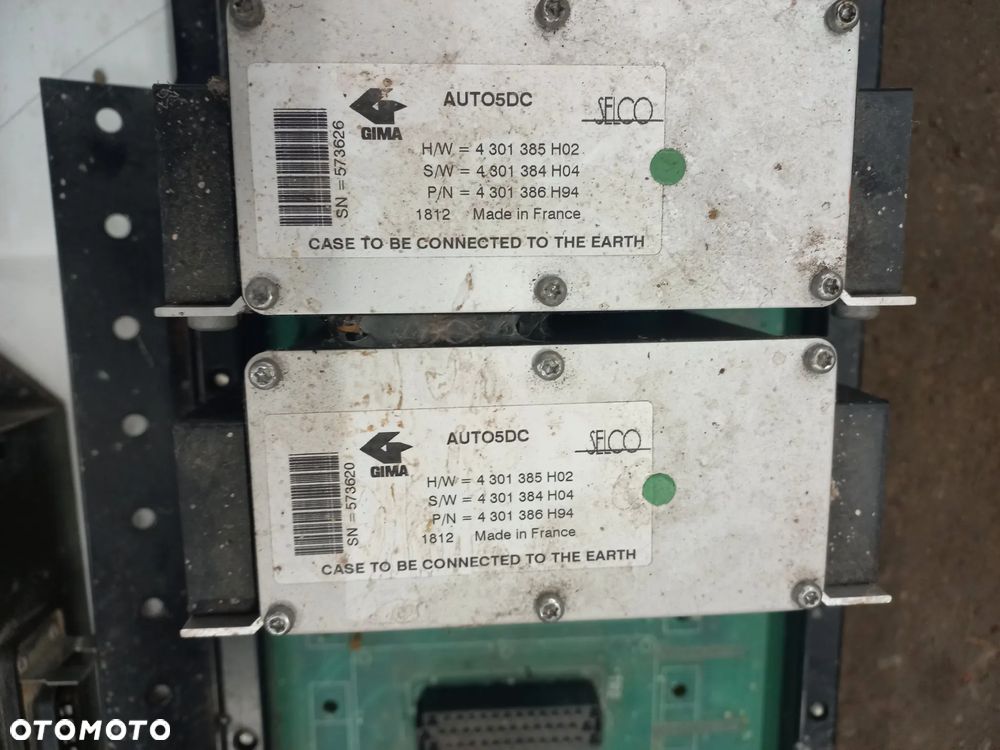 AUTO5DC
SELCO
GIMA
SN = 573626
H/W = 4 301 385 H02
S/W = 4 301 384 H04
P/N = 4 301 386 H94
1812 Made in France
CASE TO BE CONNECTED TO THE EARTH
AUTO5DC
SELCO
GIMA
SN = 573620
H/W = 4 301 385 H02
S/W = 4 301 384 H04
P/N = 4 301 386 H94
1812 Made in France
CASE TO BE CONNECTED TO THE EARTH
OTOMOTO